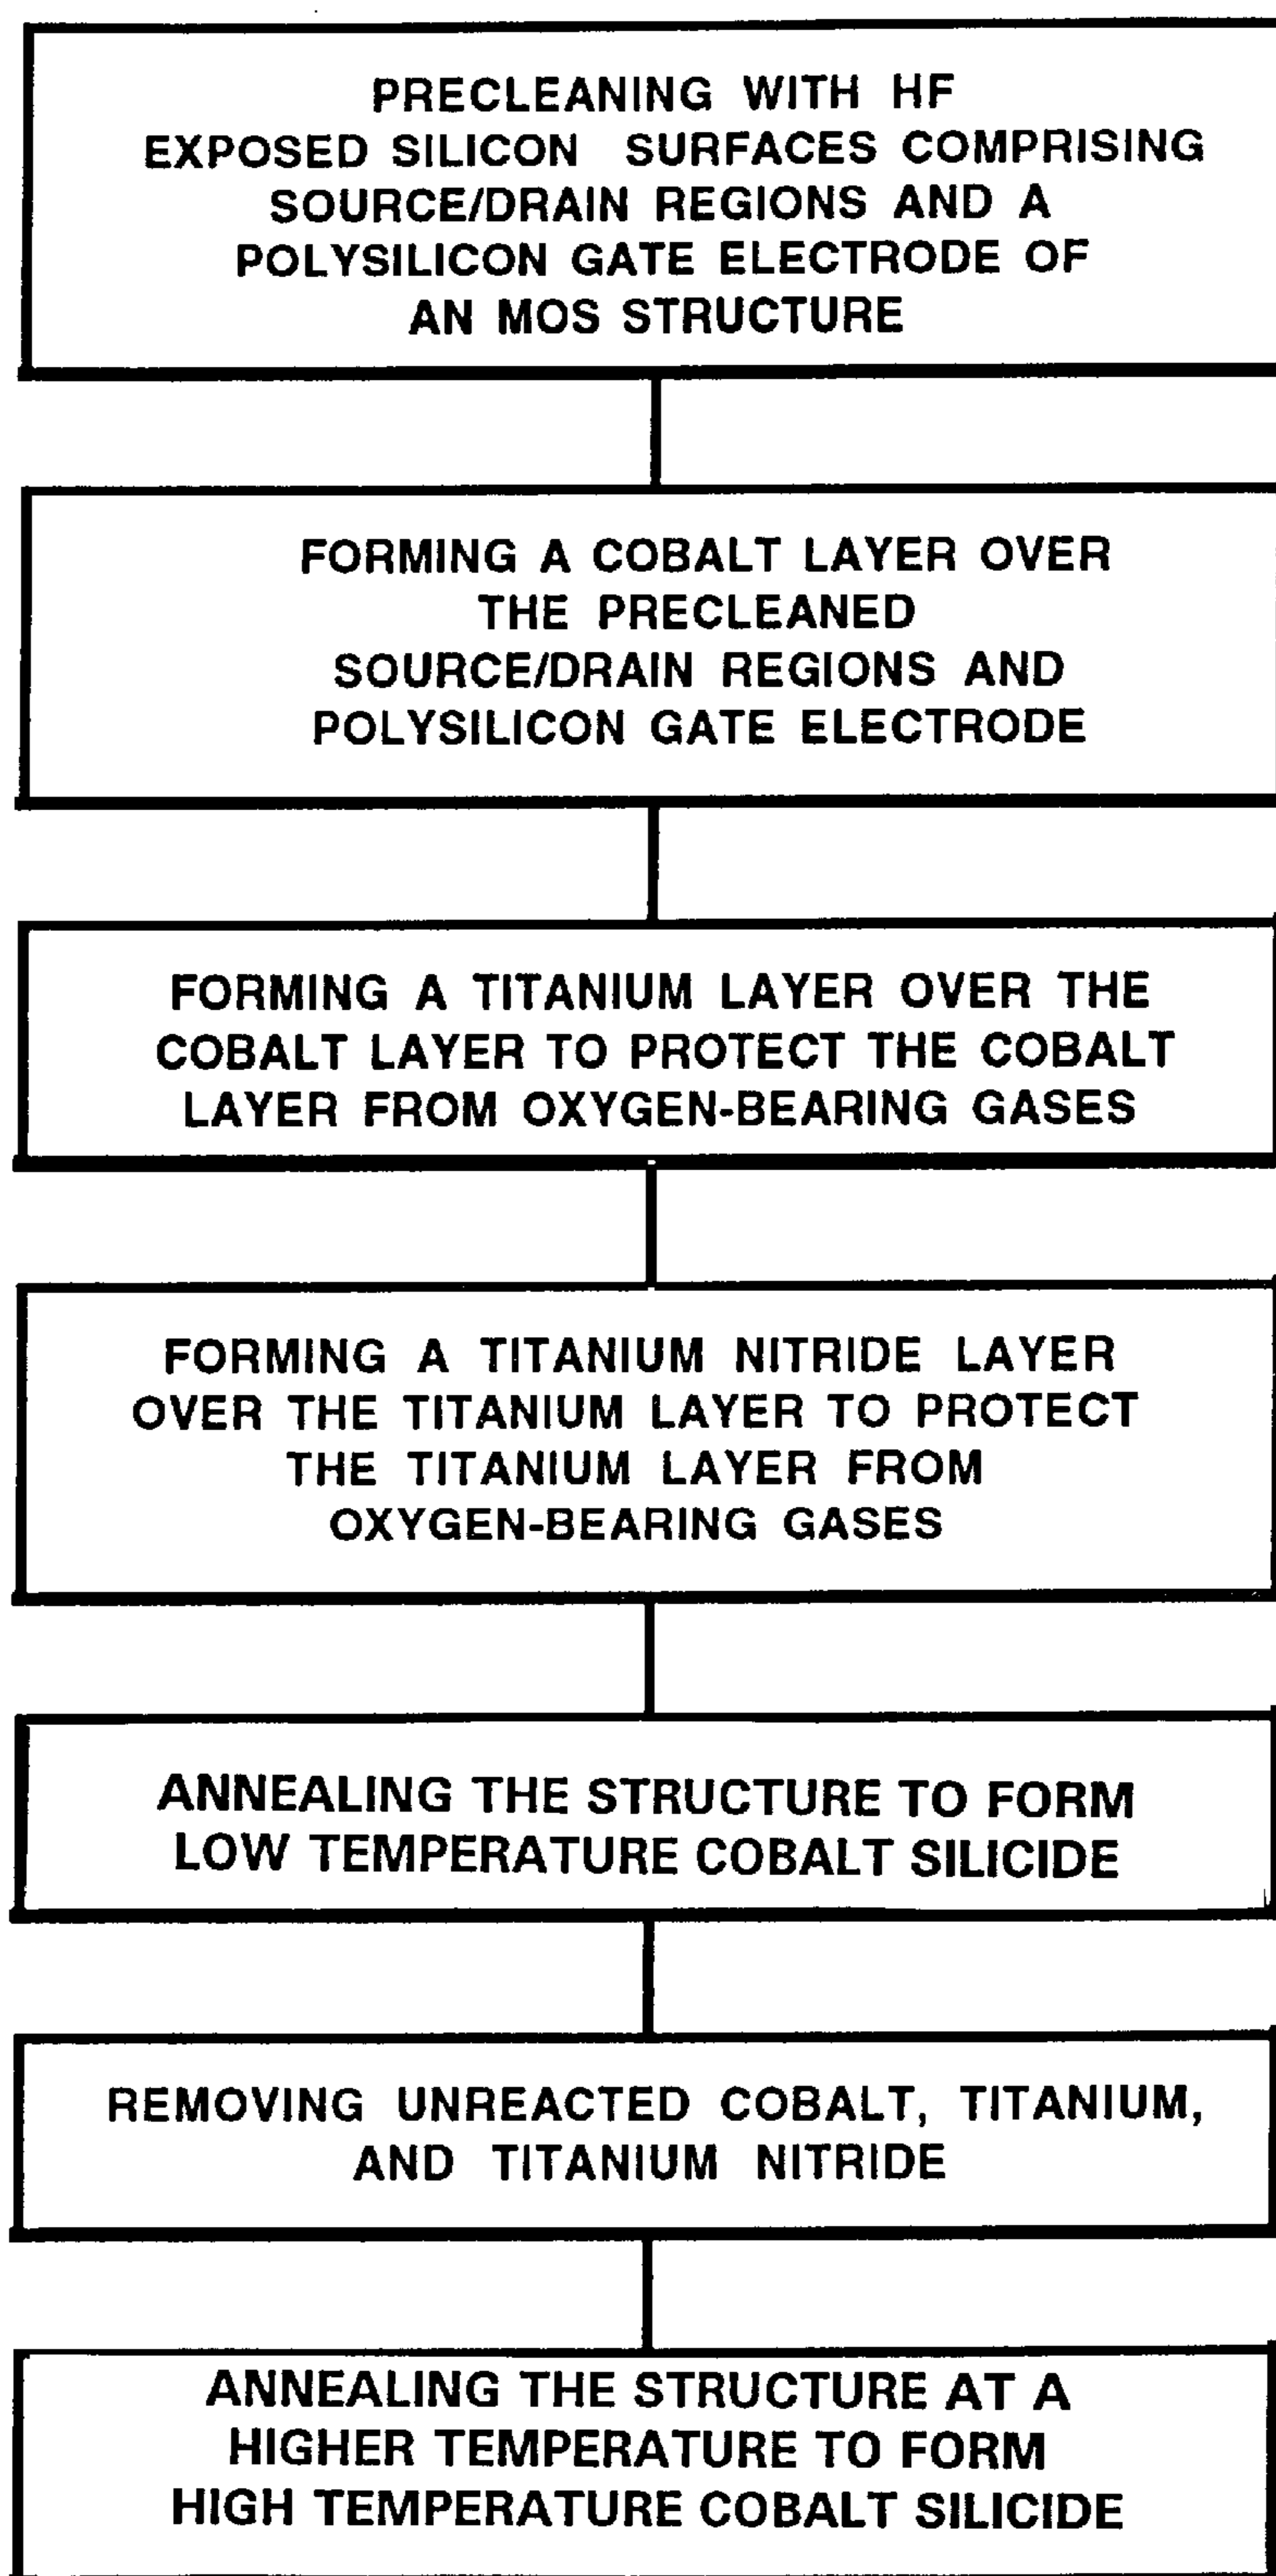 PRECLEANING WITH HF
EXPOSED SILICON SURFACES COMPRISING
SOURCE/DRAIN REGIONS AND A
POLYSILICON GATE ELECTRODE OF
AN MOS STRUCTURE
FORMING A COBALT LAYER OVER
THE PRECLEANED
SOURCE/DRAIN REGIONS AND
POLYSILICON GATE ELECTRODE
FORMING A TITANIUM LAYER OVER THE
COBALT LAYER TO PROTECT THE COBALT
LAYER FROM OXYGEN-BEARING GASES
FORMING A TITANIUM NITRIDE LAYER
OVER THE TITANIUM LAYER TO PROTECT
THE TITANIUM LAYER FROM
OXYGEN-BEARING GASES
ANNEALING THE STRUCTURE TO FORM
LOW TEMPERATURE COBALT SILICIDE
REMOVING UNREACTED COBALT, TITANIUM,
AND TITANIUM NITRIDE
ANNEALING THE STRUCTURE AT A
HIGHER TEMPERATURE TO FORM
HIGH TEMPERATURE COBALT SILICIDE